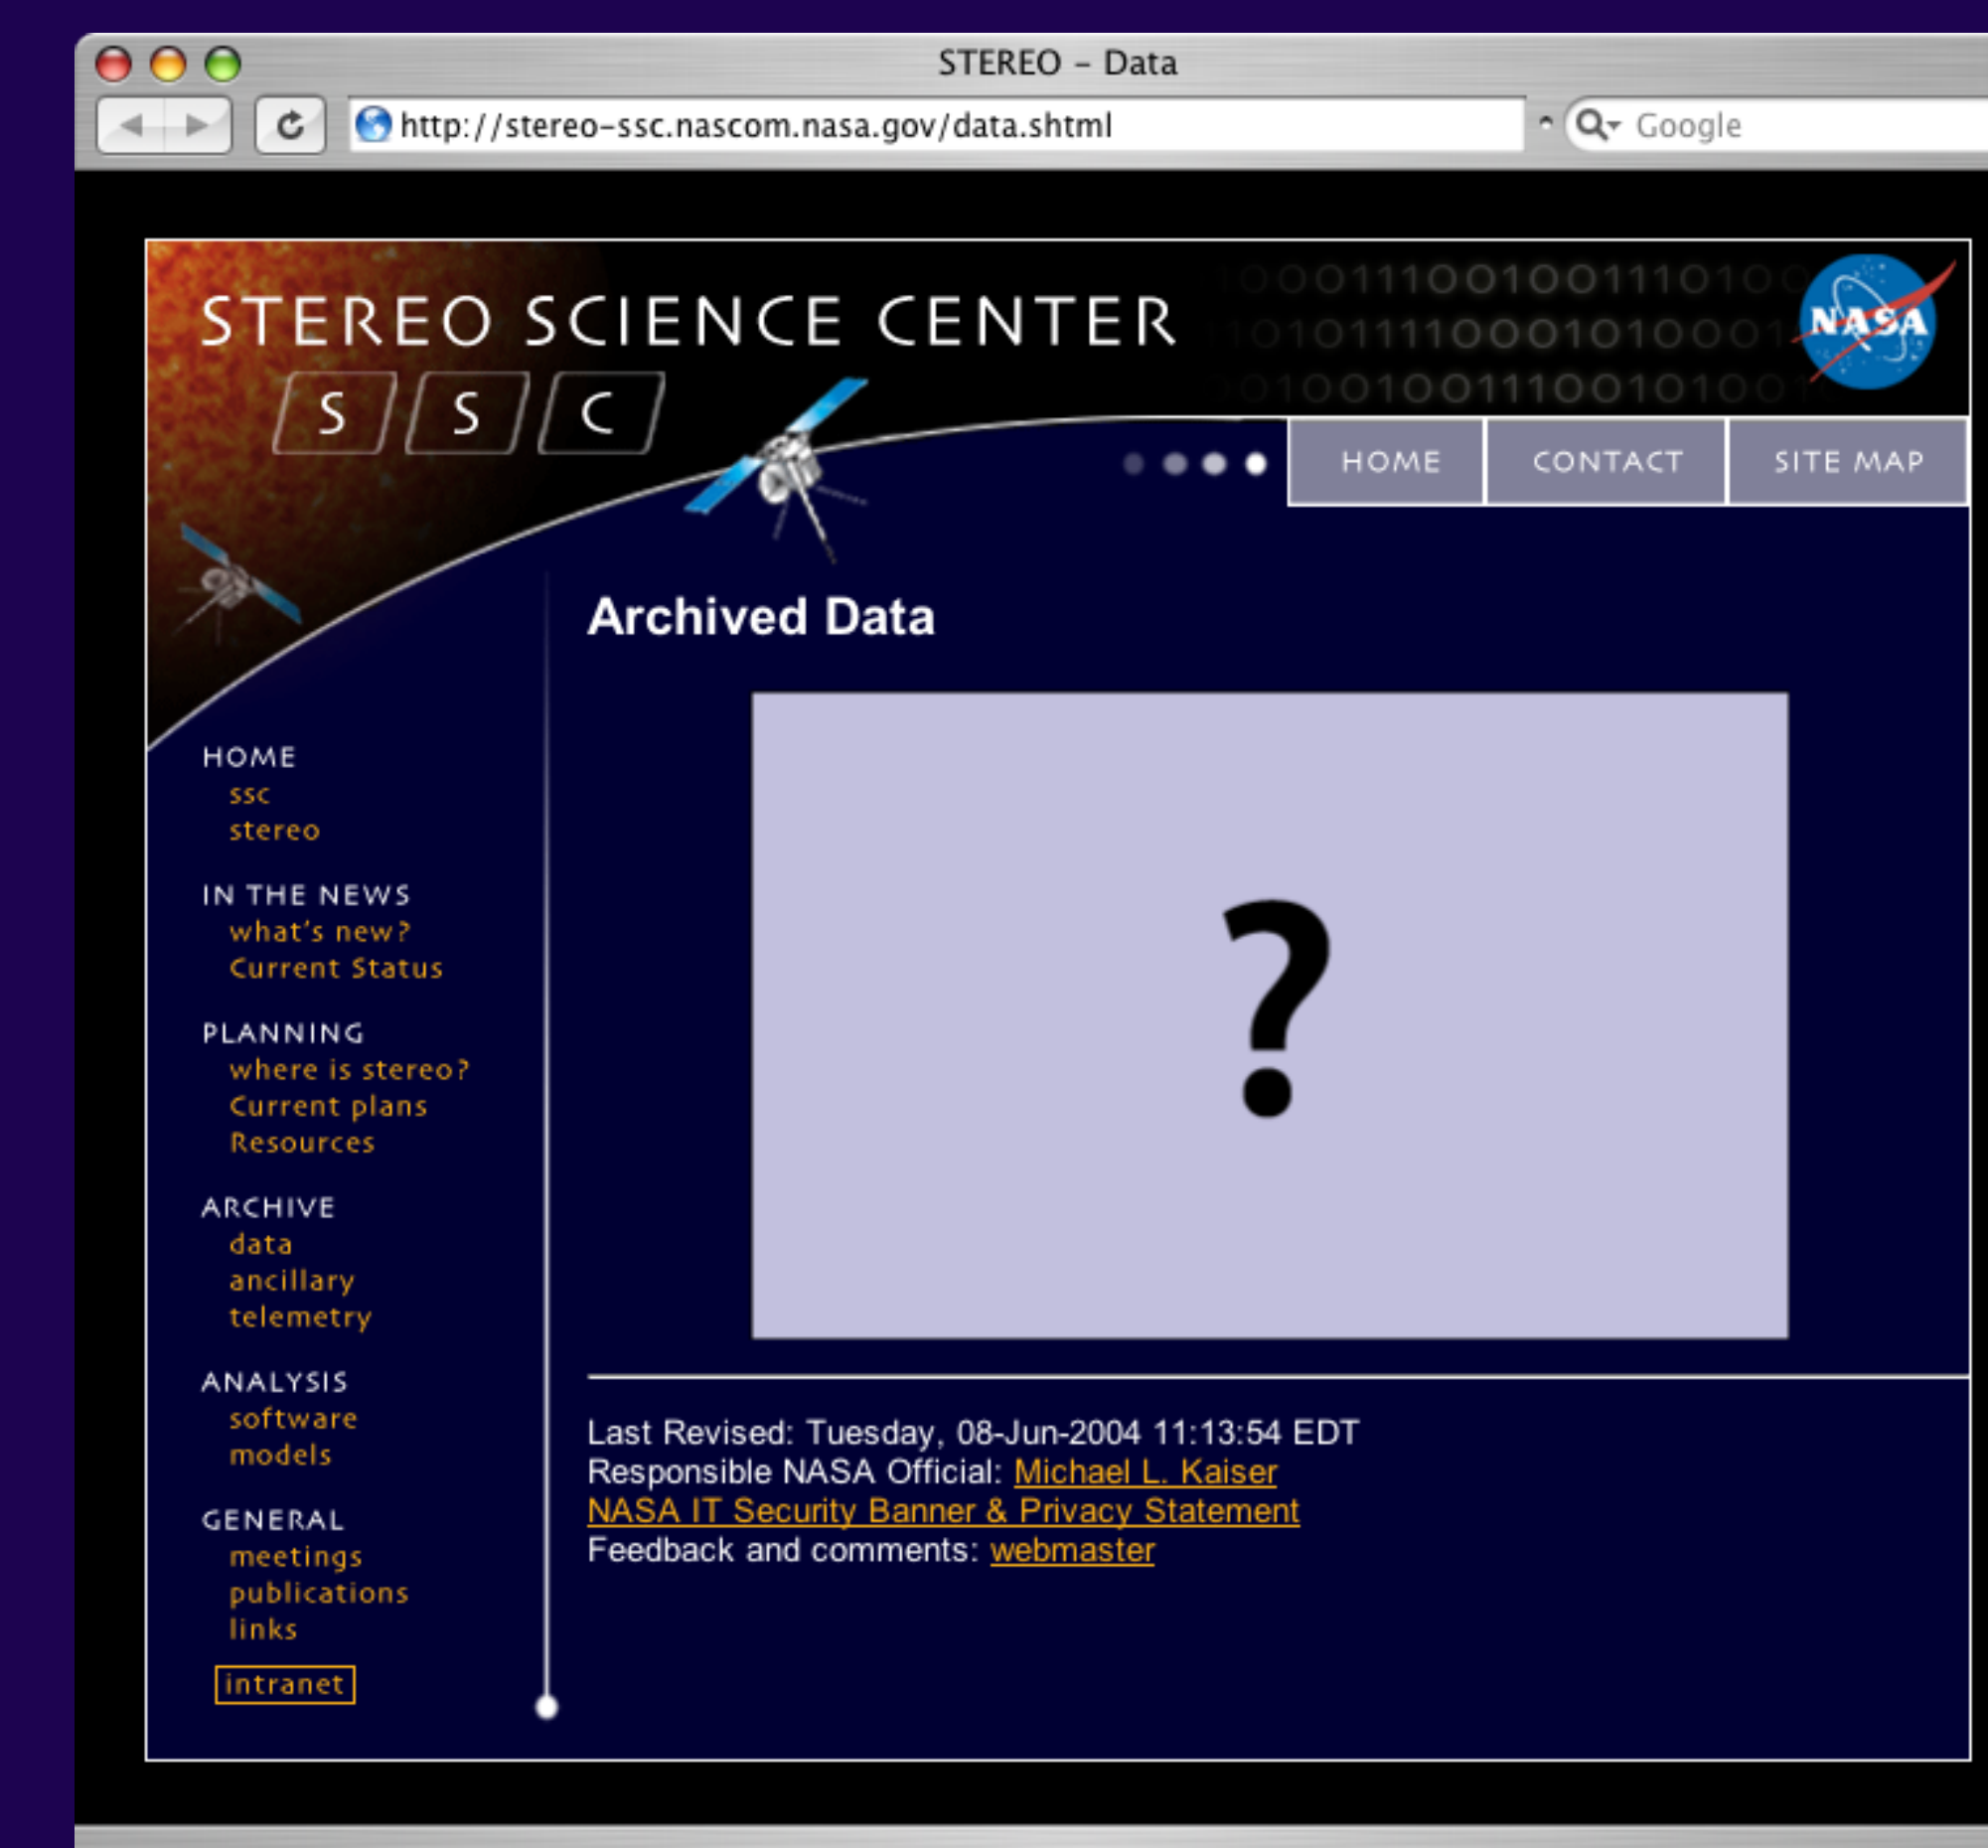 STEREO – Data
http://stereo-ssc.nascom.nasa.gov/data.shtml
Google
STEREO SCIENCE CENTER
S S C
NASA
HOME CONTACT SITE MAP
Archived Data
?
HOME
ssc
stereo
IN THE NEWS
what's new?
Current Status
PLANNING
where is stereo?
Current plans
Resources
ARCHIVE
data
ancillary
telemetry
ANALYSIS
software
models
GENERAL
meetings
publications
links
intranet
Last Revised: Tuesday, 08-Jun-2004 11:13:54 EDT
Responsible NASA Official: Michael L. Kaiser
NASA IT Security Banner & Privacy Statement
Feedback and comments: webmaster